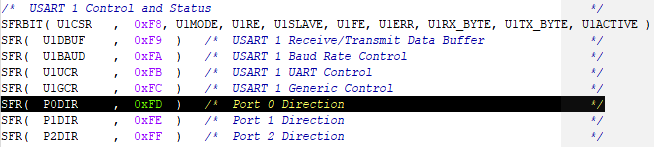 /*  USART 1 Control and Status                                                   */
SFRBIT( U1CSR   , 0xF8, U1MODE, U1RE, U1SLAVE, U1FE, U1ERR, U1RX_BYTE, U1TX_BYTE, U1ACTIVE )
SFR(  U1DBUF    , 0xF9  )   /*  USART 1 Receive/Transmit Data Buffer             */
SFR(  U1BAUD    , 0xFA  )   /*  USART 1 Baud Rate Control                        */
SFR(  U1UCR     , 0xFB  )   /*  USART 1 UART Control                             */
SFR(  U1GCR     , 0xFC  )   /*  USART 1 Generic Control                          */
SFR(  P0DIR     , 0xFD  )   /*  Port 0 Direction                                 */
SFR(  P1DIR     , 0xFE  )   /*  Port 1 Direction                                 */
SFR(  P2DIR     , 0xFF  )   /*  Port 2 Direction                                 */